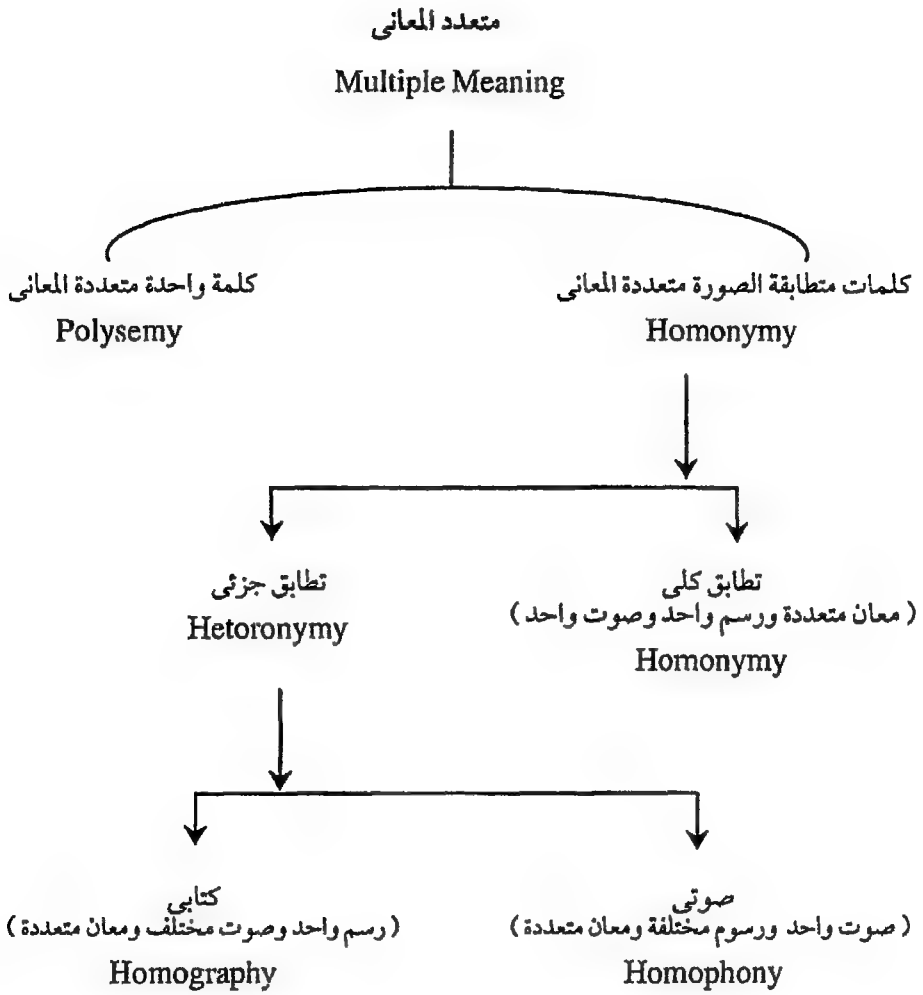 متعدد المعانى
Multiple Meaning
كلمات متطابقة الصورة متعددة المعانى
Homonymy
كلمة واحدة متعددة المعانى
Polysemy
تطابق كلى
( معان متعددة ورسم واحد وصوت واحد )
Homonymy
تطابق جزئى
Hetoronymy
صوتى
( صوت واحد ورسوم مختلفة ومعان متعددة )
Homophony
كتابى
( رسم واحد وصوت مختلف ومعان متعددة )
Homography